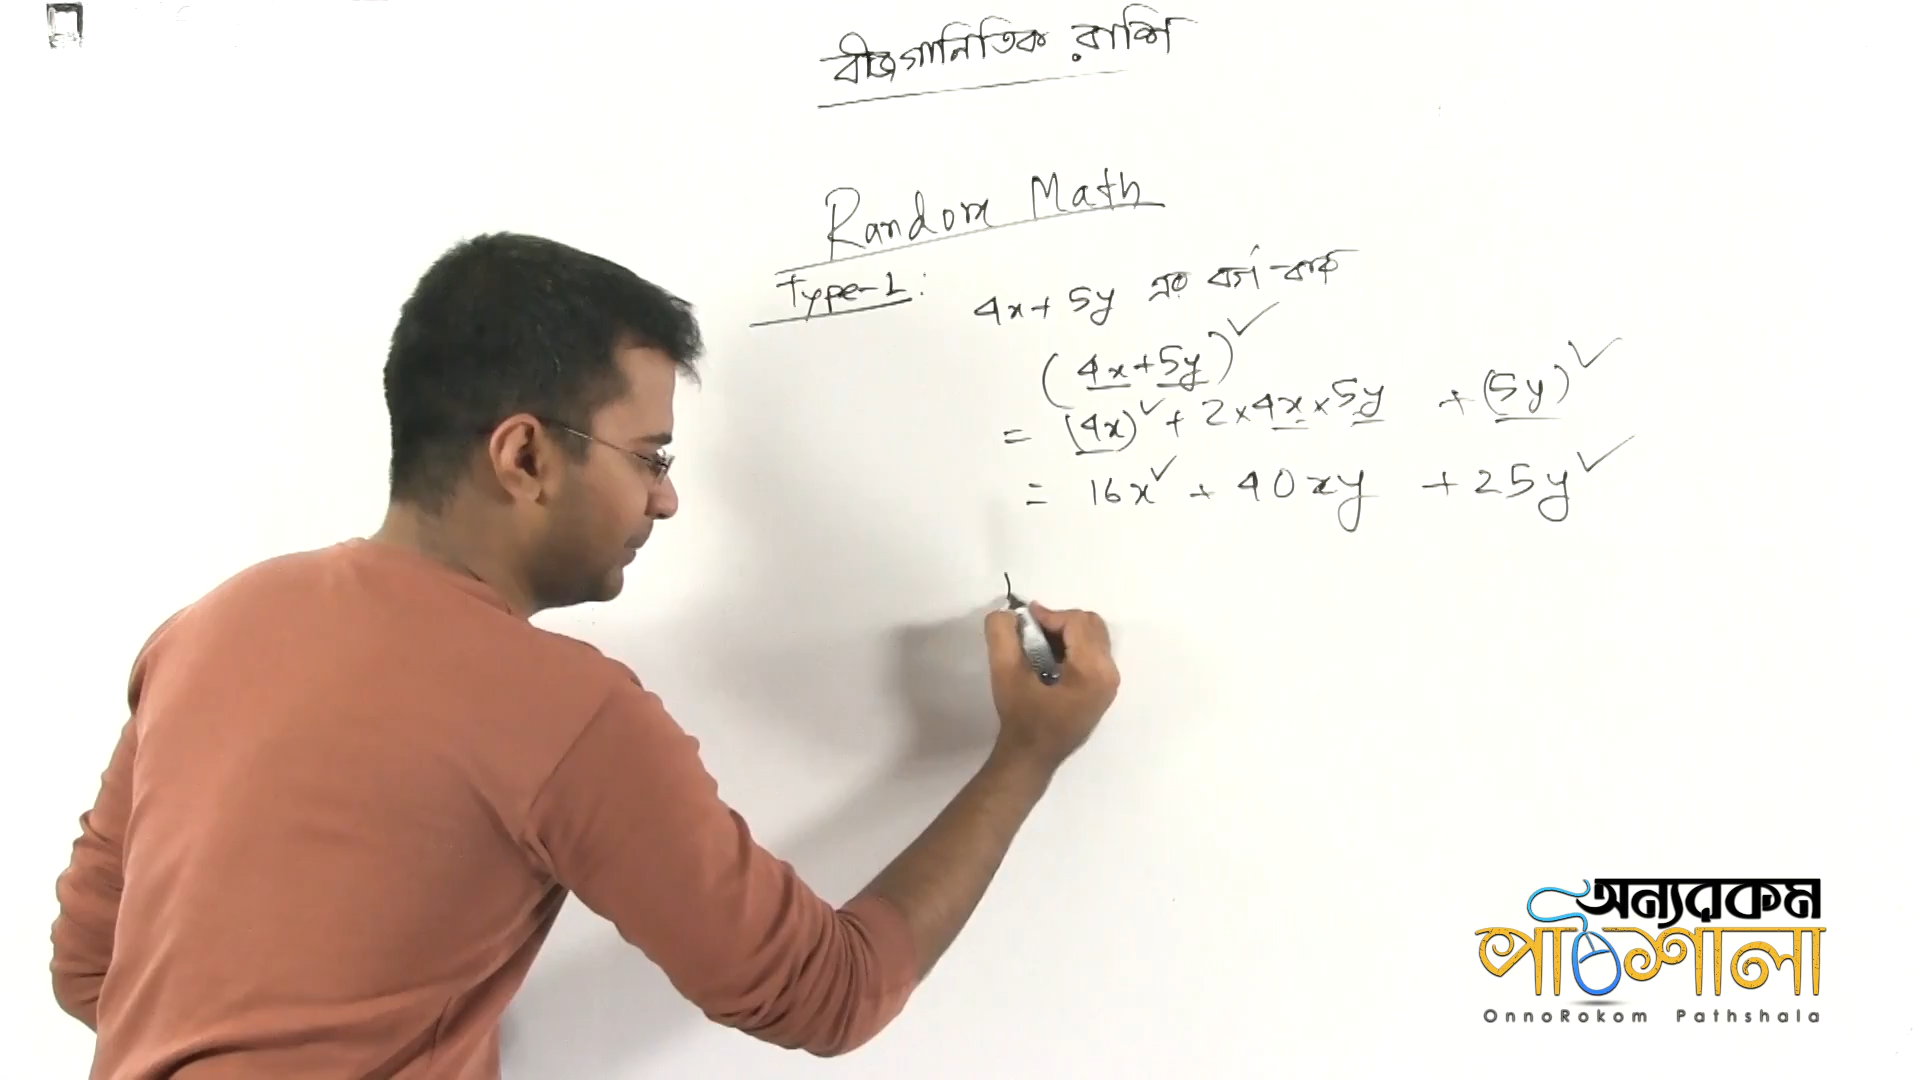 বীজগানিতিক রাশি
Random Math
Type-1: 4x + 5y এর বর্গ কর
(4x+5y)²
= (4x)² + 2×4x×5y + (5y)²
= 16x² + 40xy + 25y²
অন্যরকম
পাঠশালা
OnnoRokom Pathshala